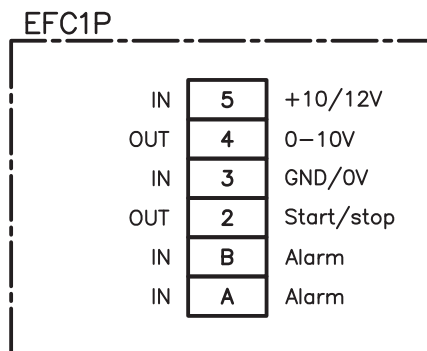 EFC1P
IN 5 +10/12V
OUT 4 0-10V
IN 3 GND/0V
OUT 2 Start/stop
IN B Alarm
IN A Alarm